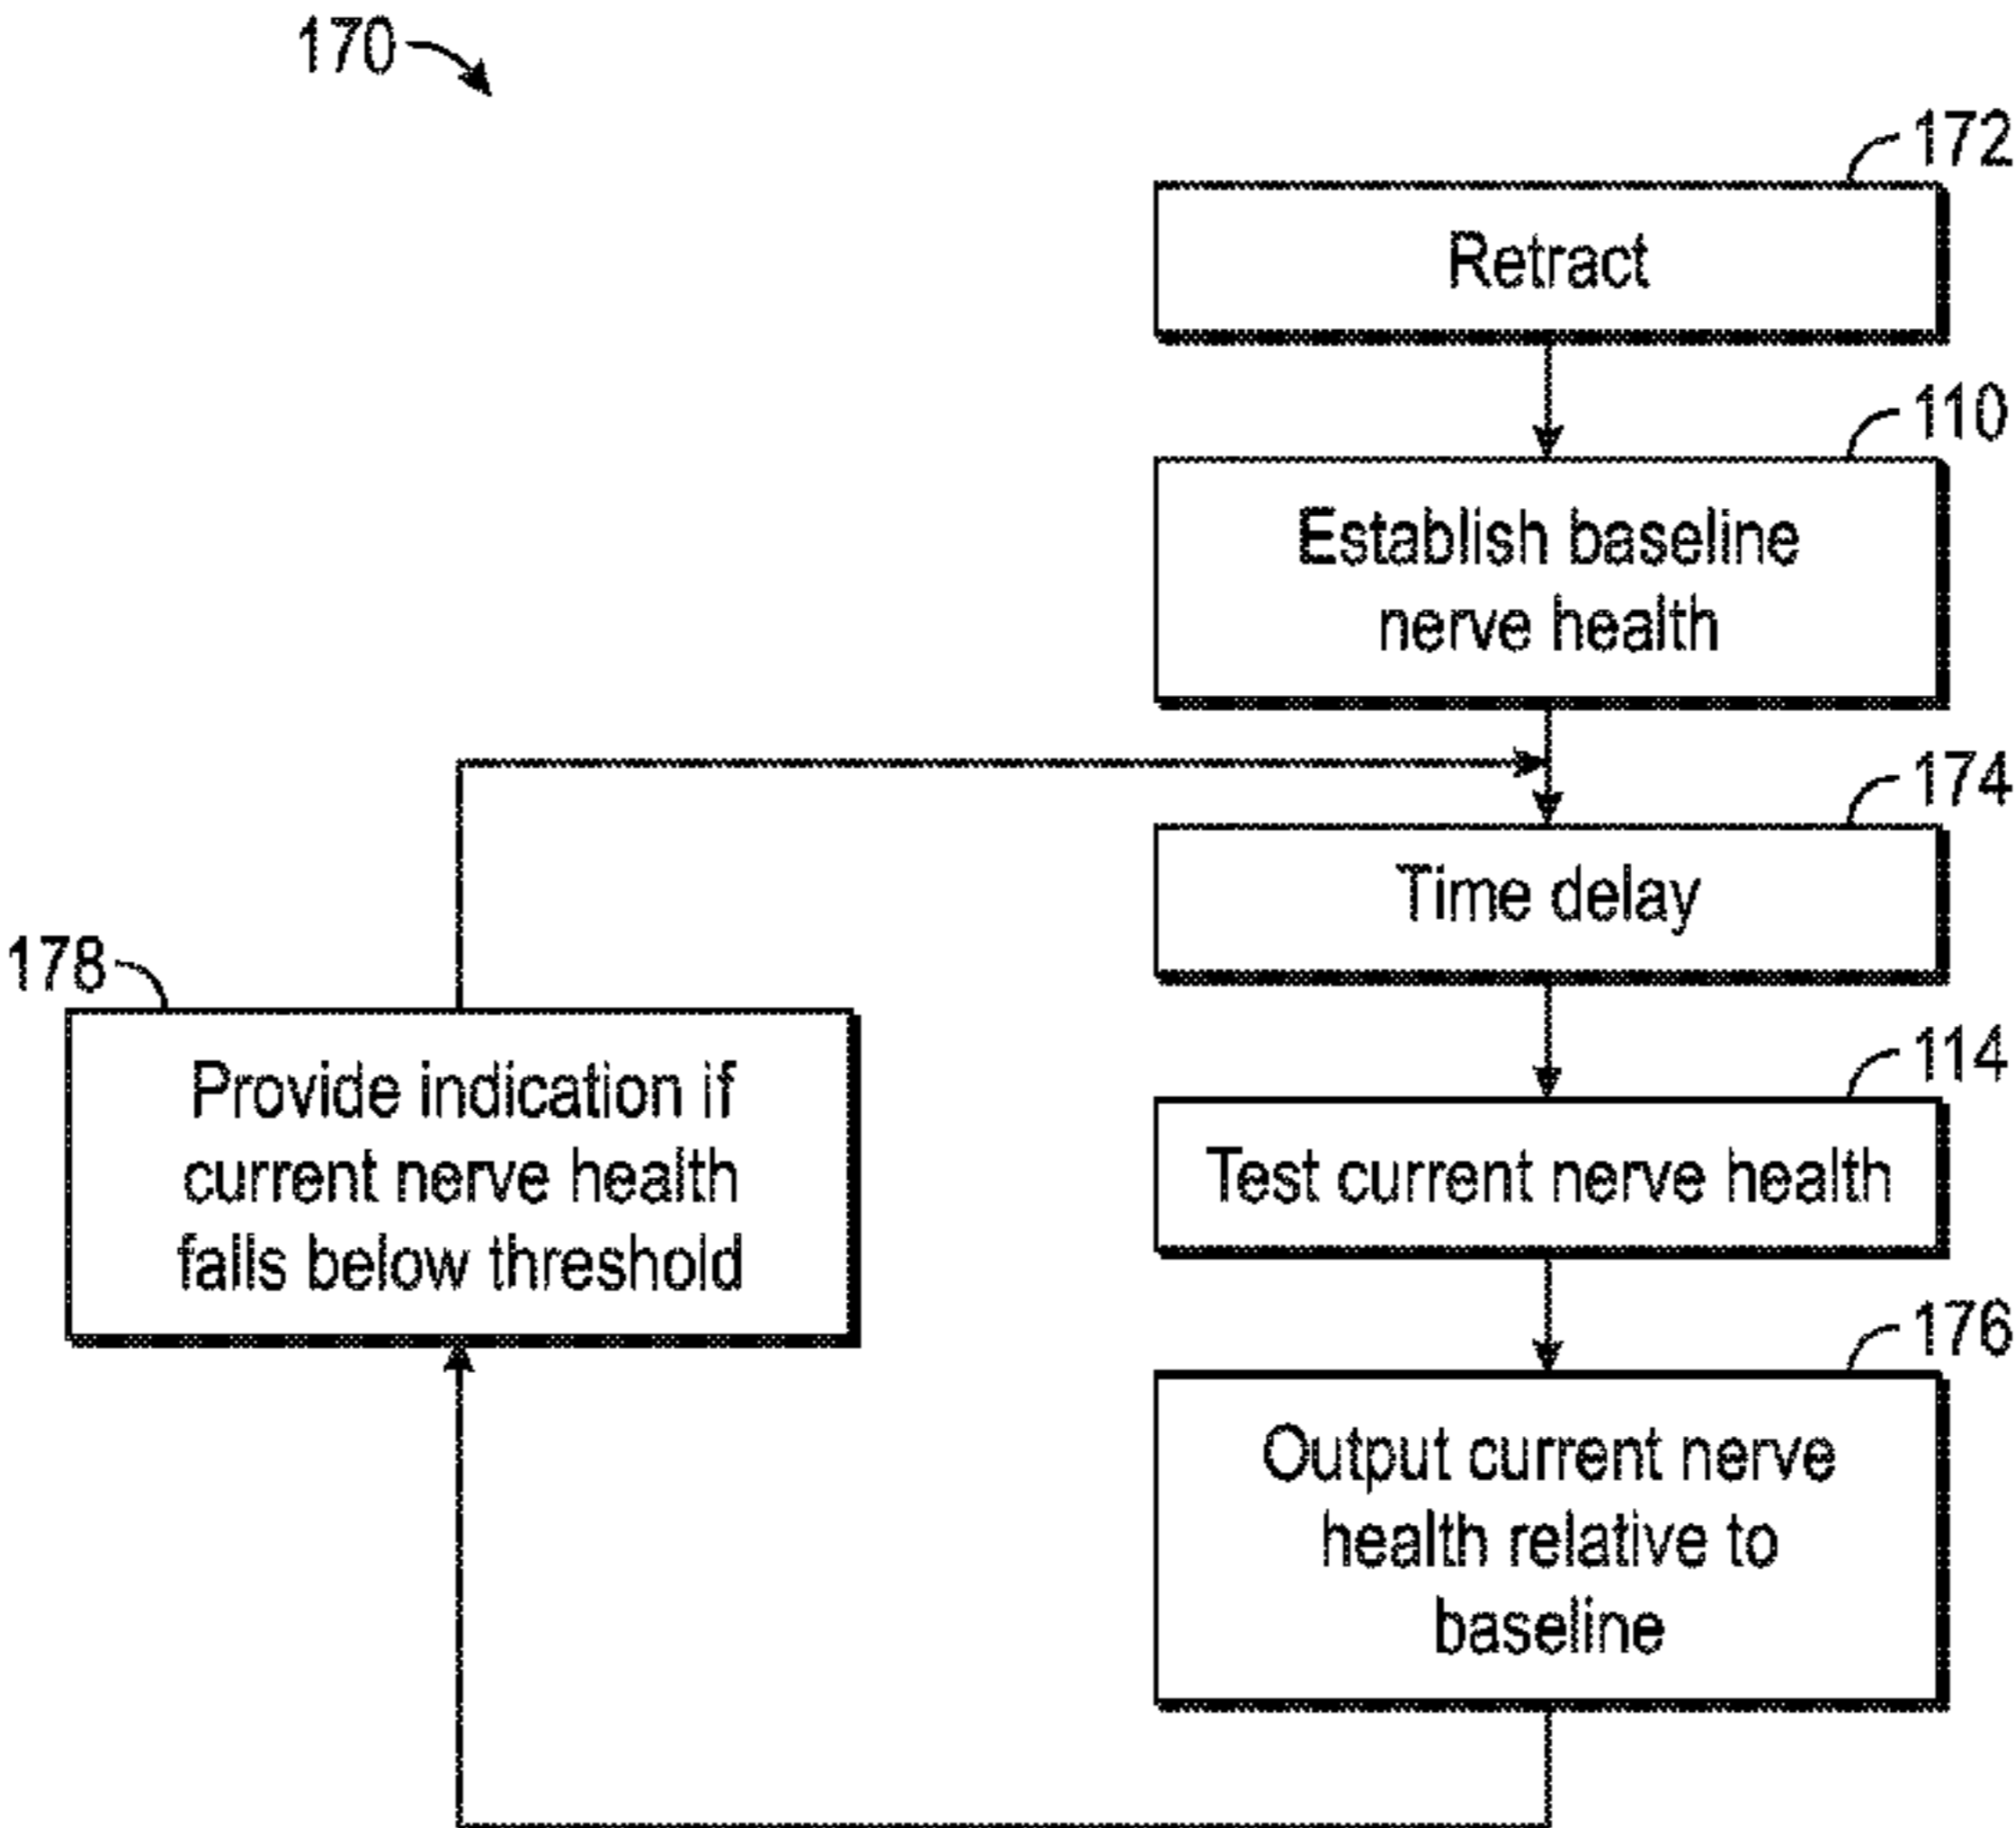 170
172
Retract
110
Establish baseline
nerve health
174
Time delay
178
Provide indication if
current nerve health
falls below threshold
114
Test current nerve health
176
Output current nerve
health relative to
baseline